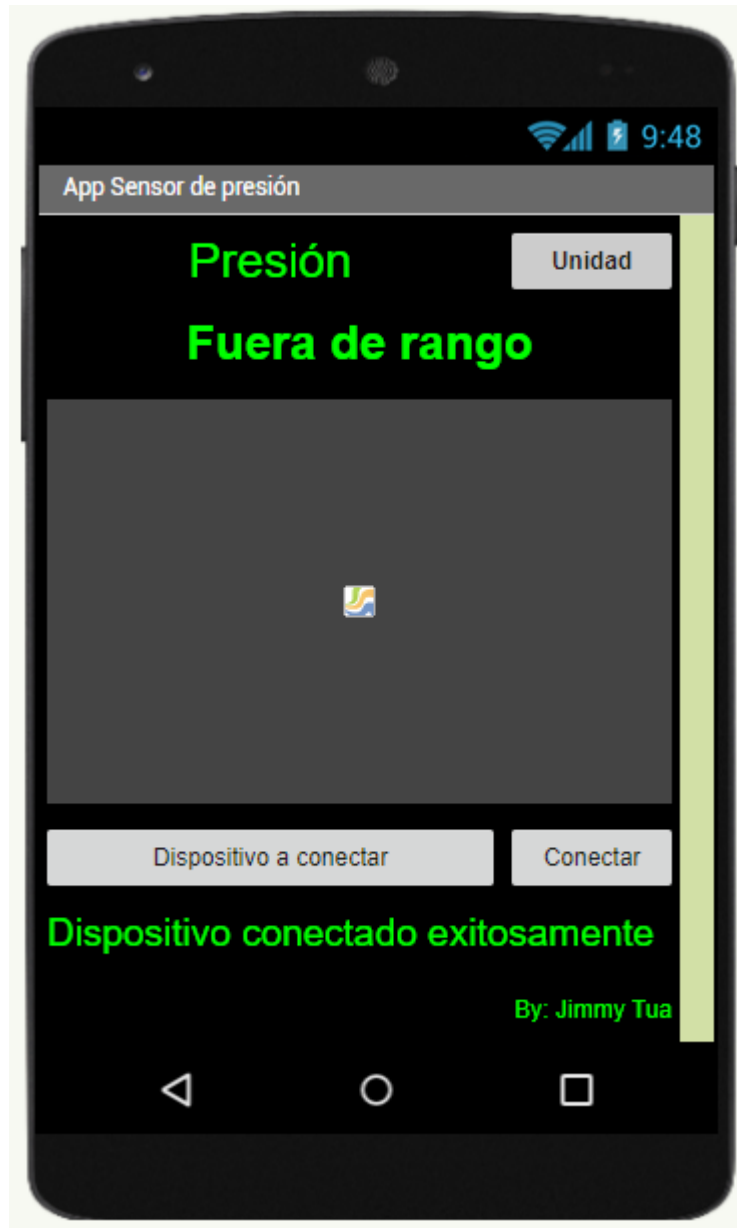 9:48
App Sensor de presión
Presión
Unidad
Fuera de rango
Dispositivo a conectar
Conectar
Dispositivo conectado exitosamente
By: Jimmy Tua